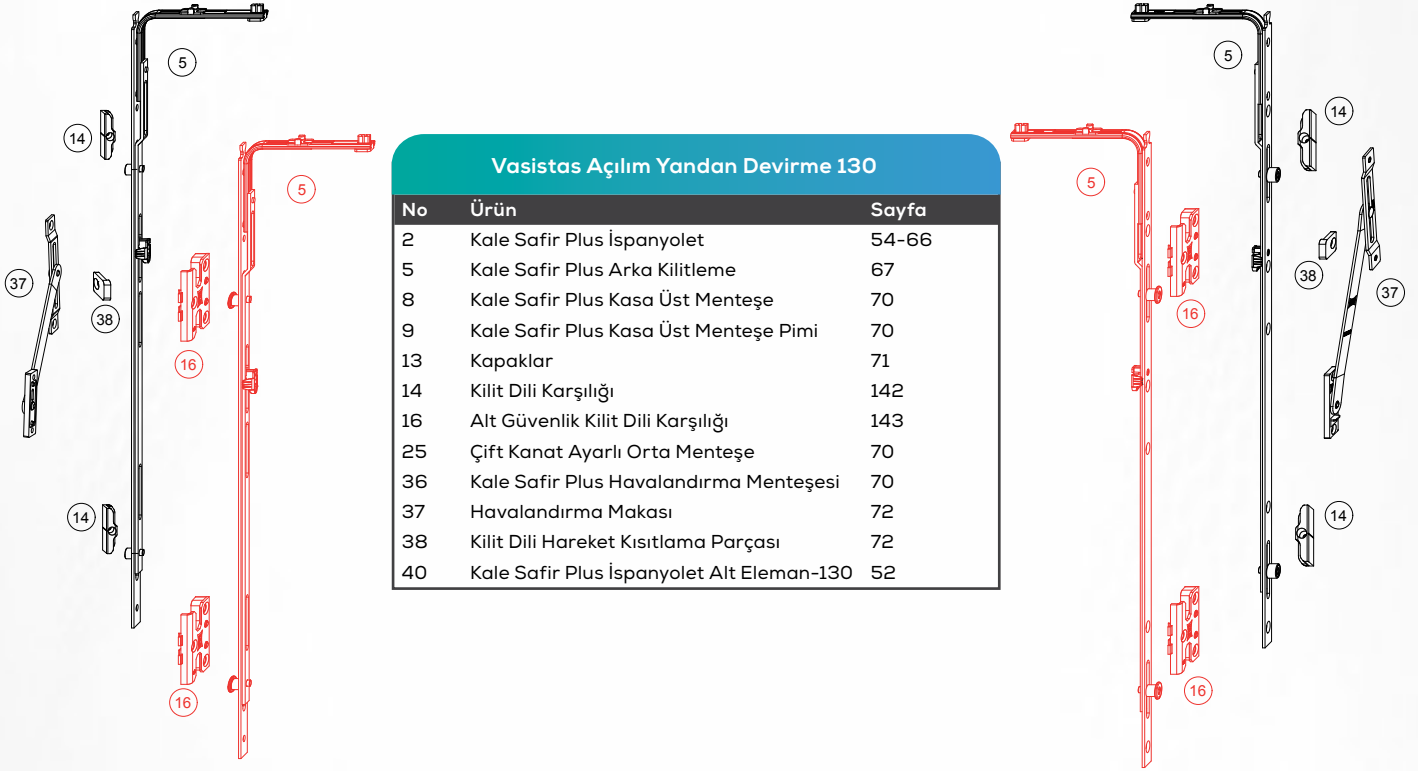 5
5
14
14
Vasistas Açılım Yandan Devirme 130
5
5
No Ürün Sayfa
2 Kale Safir Plus İspanyolet 54-66
5 Kale Safir Plus Arka Kilitleme 67
8 Kale Safir Plus Kasa Üst Menteşe 70
9 Kale Safir Plus Kasa Üst Menteşe Pimi 70
13 Kapaklar 71
14 Kilit Dili Karşılığı 142
16 Alt Güvenlik Kilit Dili Karşılığı 143
25 Çift Kanat Ayarlı Orta Menteşe 70
36 Kale Safir Plus Havalandırma Menteşesi 70
37 Havalandırma Makası 72
38 Kilit Dili Hareket Kısıtlama Parçası 72
40 Kale Safir Plus İspanyolet Alt Eleman-130 52
37
38
16
38
37
16
14
14
16
16